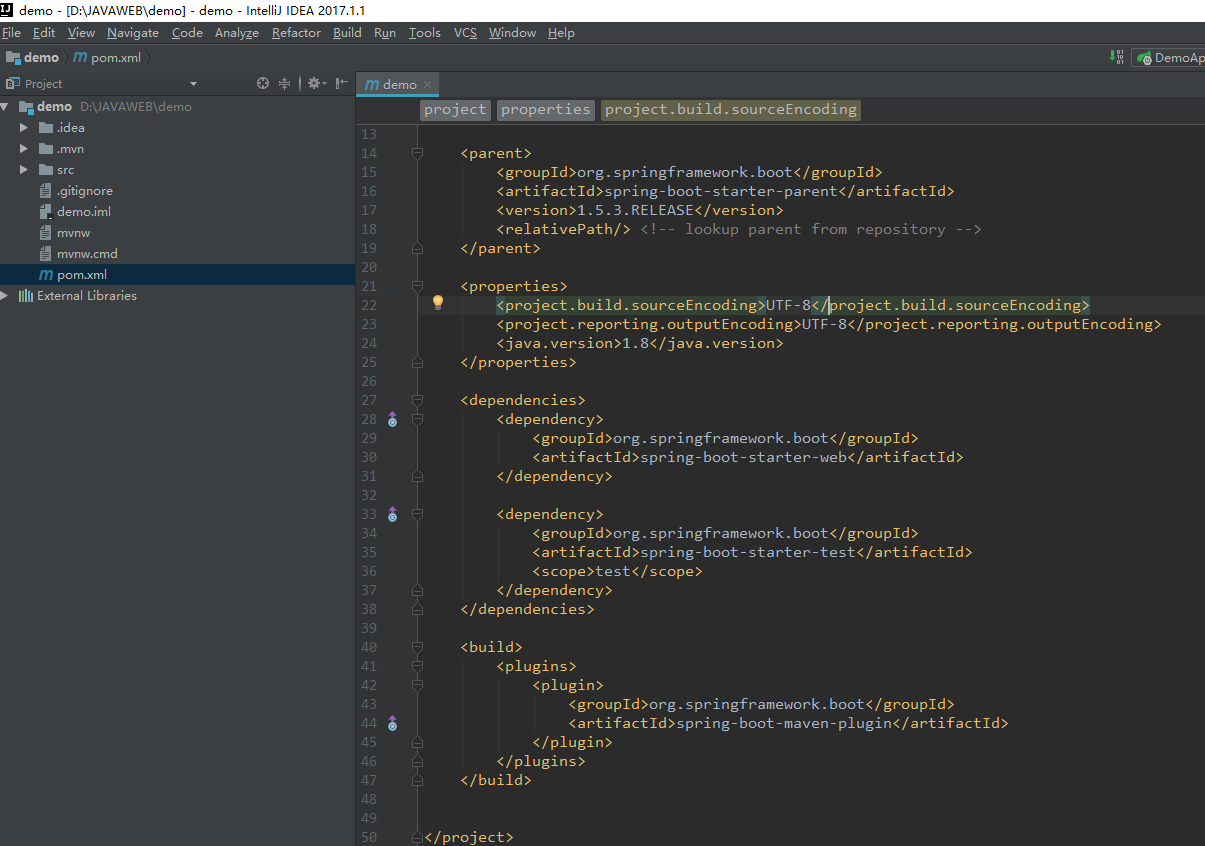 demo - [D:\JAVAWEB\demo] - demo - IntelliJ IDEA 2017.1.1
File Edit View Navigate Code Analyze Refactor Build Run Tools VCS Window Help
demo m pom.xml DemoAp
Project
m demo
demo D:\JAVAWEB\demo
.idea
.mvn
src
.gitignore
demo.iml
mvnw
mvnw.cmd
m pom.xml
External Libraries
project properties project.build.sourceEncoding
13
14 <parent>
15 <groupId>org.springframework.boot</groupId>
16 <artifactId>spring-boot-starter-parent</artifactId>
17 <version>1.5.3.RELEASE</version>
18 <relativePath/> <!-- lookup parent from repository -->
19 </parent>
20
21 <properties>
22 <project.build.sourceEncoding>UTF-8</project.build.sourceEncoding>
23 <project.reporting.outputEncoding>UTF-8</project.reporting.outputEncoding>
24 <java.version>1.8</java.version>
25 </properties>
26
27 <dependencies>
28 <dependency>
29 <groupId>org.springframework.boot</groupId>
30 <artifactId>spring-boot-starter-web</artifactId>
31 </dependency>
32
33 <dependency>
34 <groupId>org.springframework.boot</groupId>
35 <artifactId>spring-boot-starter-test</artifactId>
36 <scope>test</scope>
37 </dependency>
38 </dependencies>
39
40 <build>
41 <plugins>
42 <plugin>
43 <groupId>org.springframework.boot</groupId>
44 <artifactId>spring-boot-maven-plugin</artifactId>
45 </plugin>
46 </plugins>
47 </build>
48
49
50 </project>